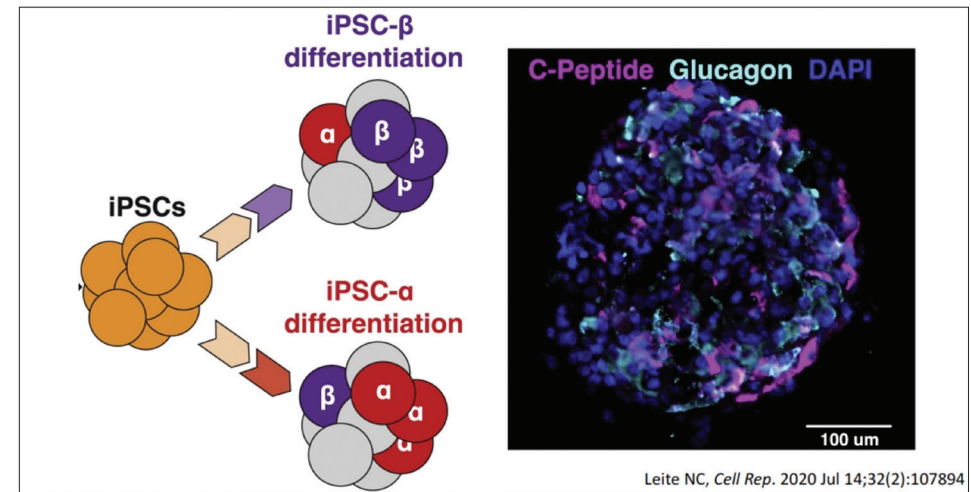 iPSC-β
differentiation
α
β
β
β
iPSCs
iPSC-α
differentiation
β
α
α
α
C-Peptide Glucagon DAPI
100 um
Leite NC, Cell Rep. 2020 Jul 14;32(2):107894